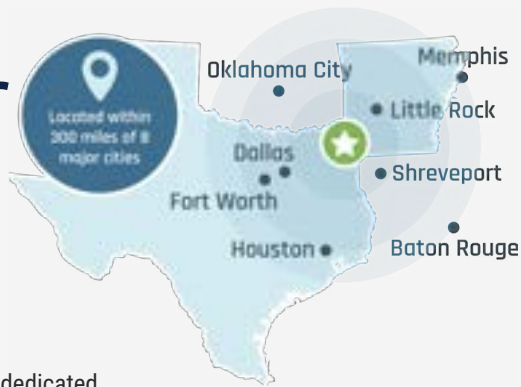 Located within
300 miles of 8
major cities
Oklahoma City
Memphis
Little Rock
Dallas
Fort Worth
Shreveport
Houston
Baton Rouge
dedicated